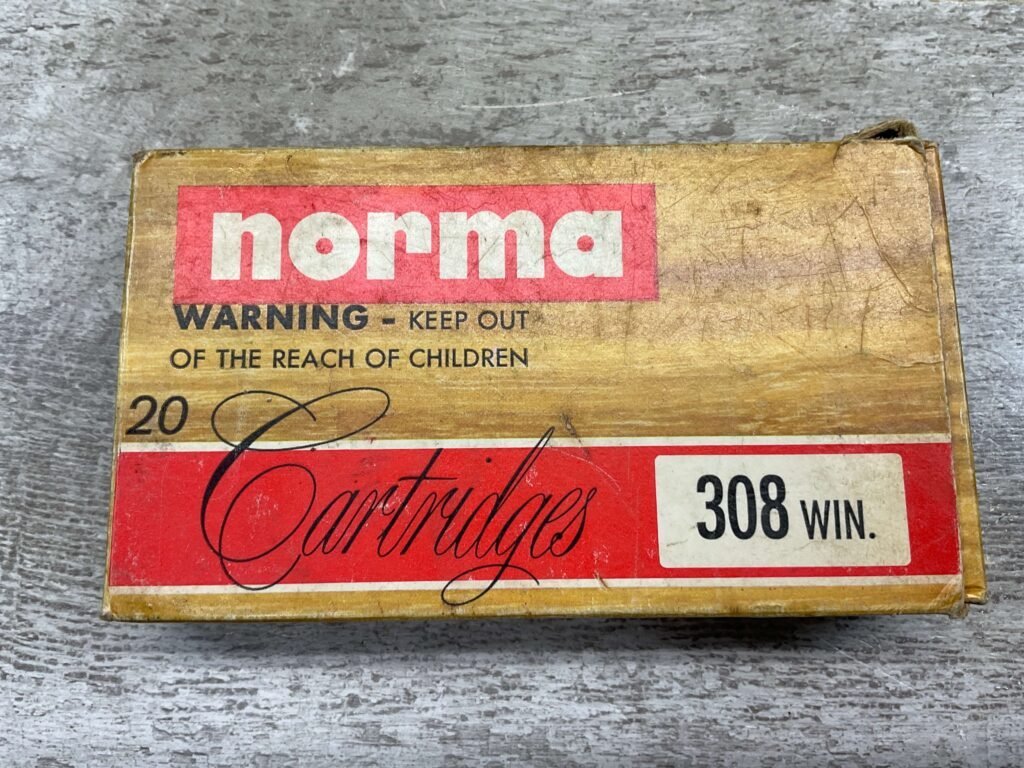 norma
WARNING - KEEP OUT
OF THE REACH OF CHILDREN
20 Cartridges
308 WIN.